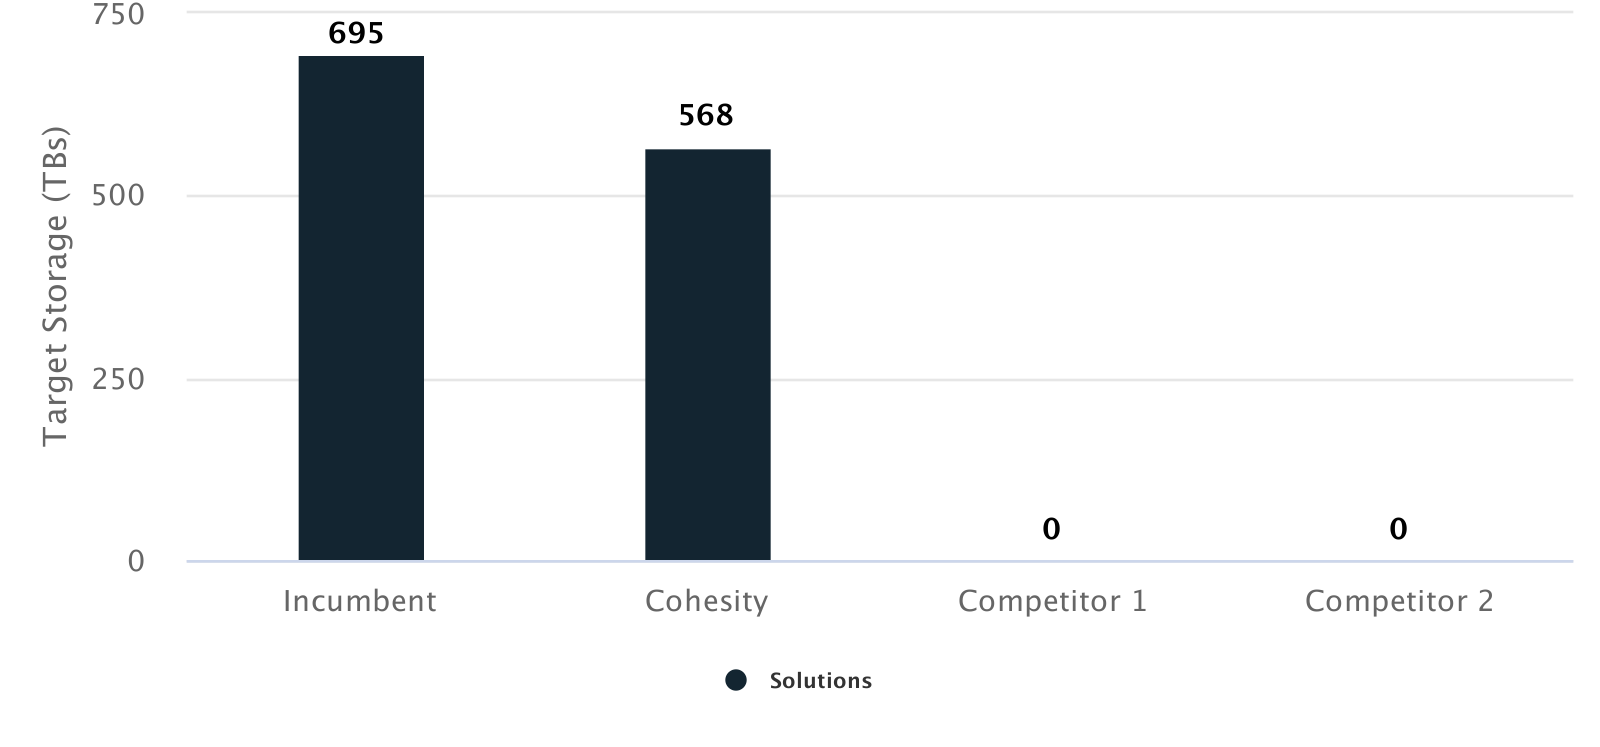 750
695
568
500
250
0
0
0
Target Storage (TBs)
Incumbent
Cohesity
Competitor 1
Competitor 2
Solutions